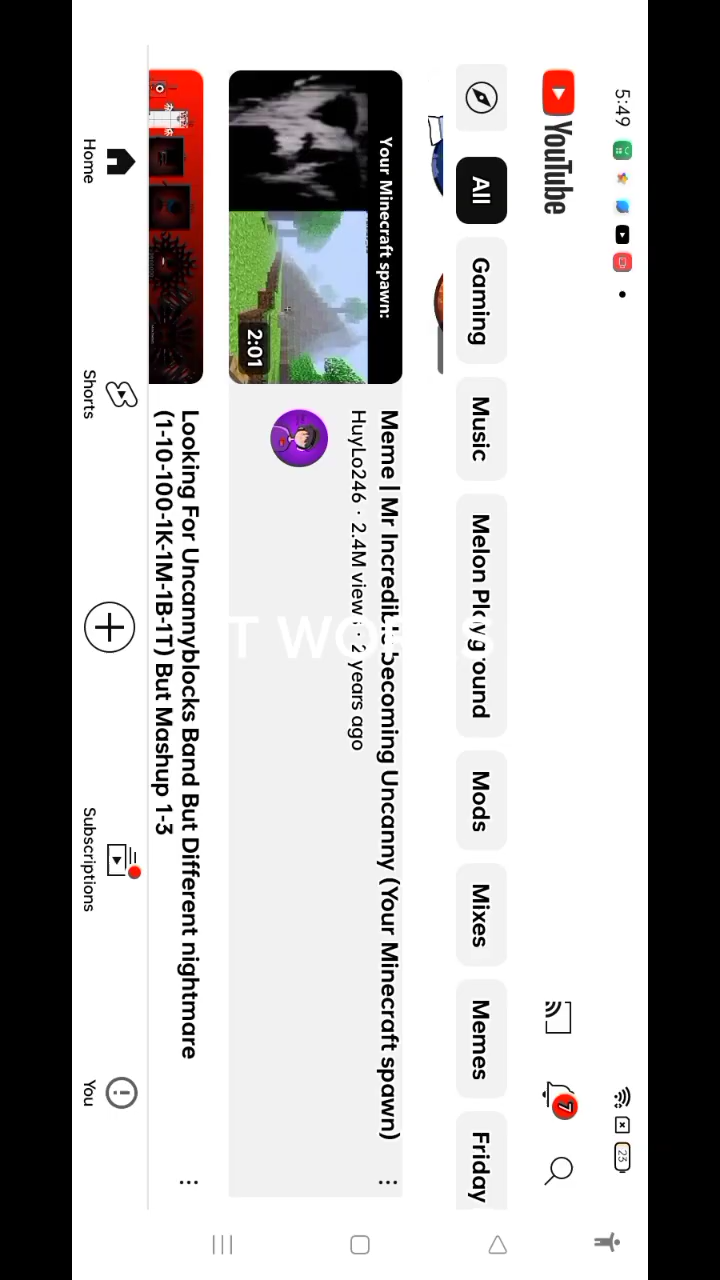 5:49
23
YouTube
7
All
Gaming
Music
Melon Playground
Mods
Mixes
Memes
Friday
Your Minecraft spawn:
2:01
Meme | Mr Incredible becoming Uncanny (Your Minecraft spawn)
HuyLo246 · 2.4M views · 2 years ago
T WO
S
Looking For Uncannyblocks Band But Different nightmare
(1-10-100-1K-1M-1B-1T) But Mashup 1-3
Home
Shorts
Subscriptions
You